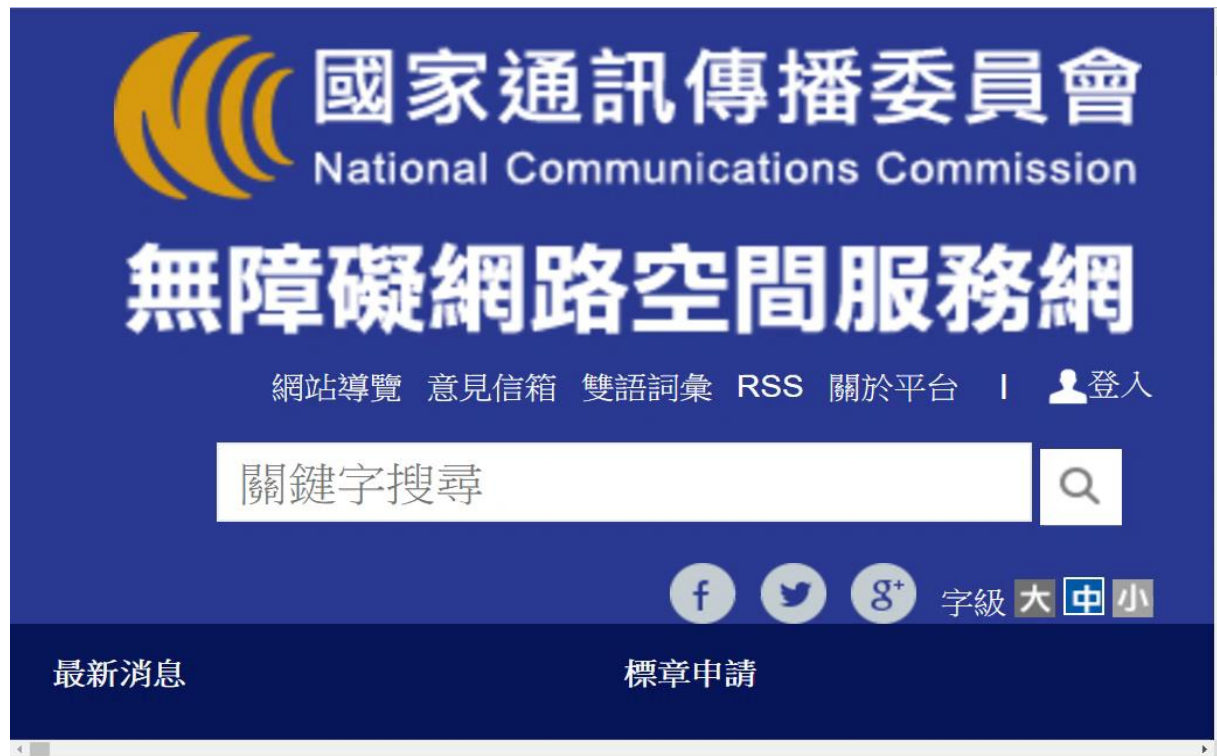 國家通訊傳播委員會
National Communications Commission
無障礙網路空間服務網
網站導覽 意見信箱 雙語詞彙 RSS 關於平台 | 登入
關鍵字搜尋
f g+ 字級 大 中 小
最新消息 標章申請